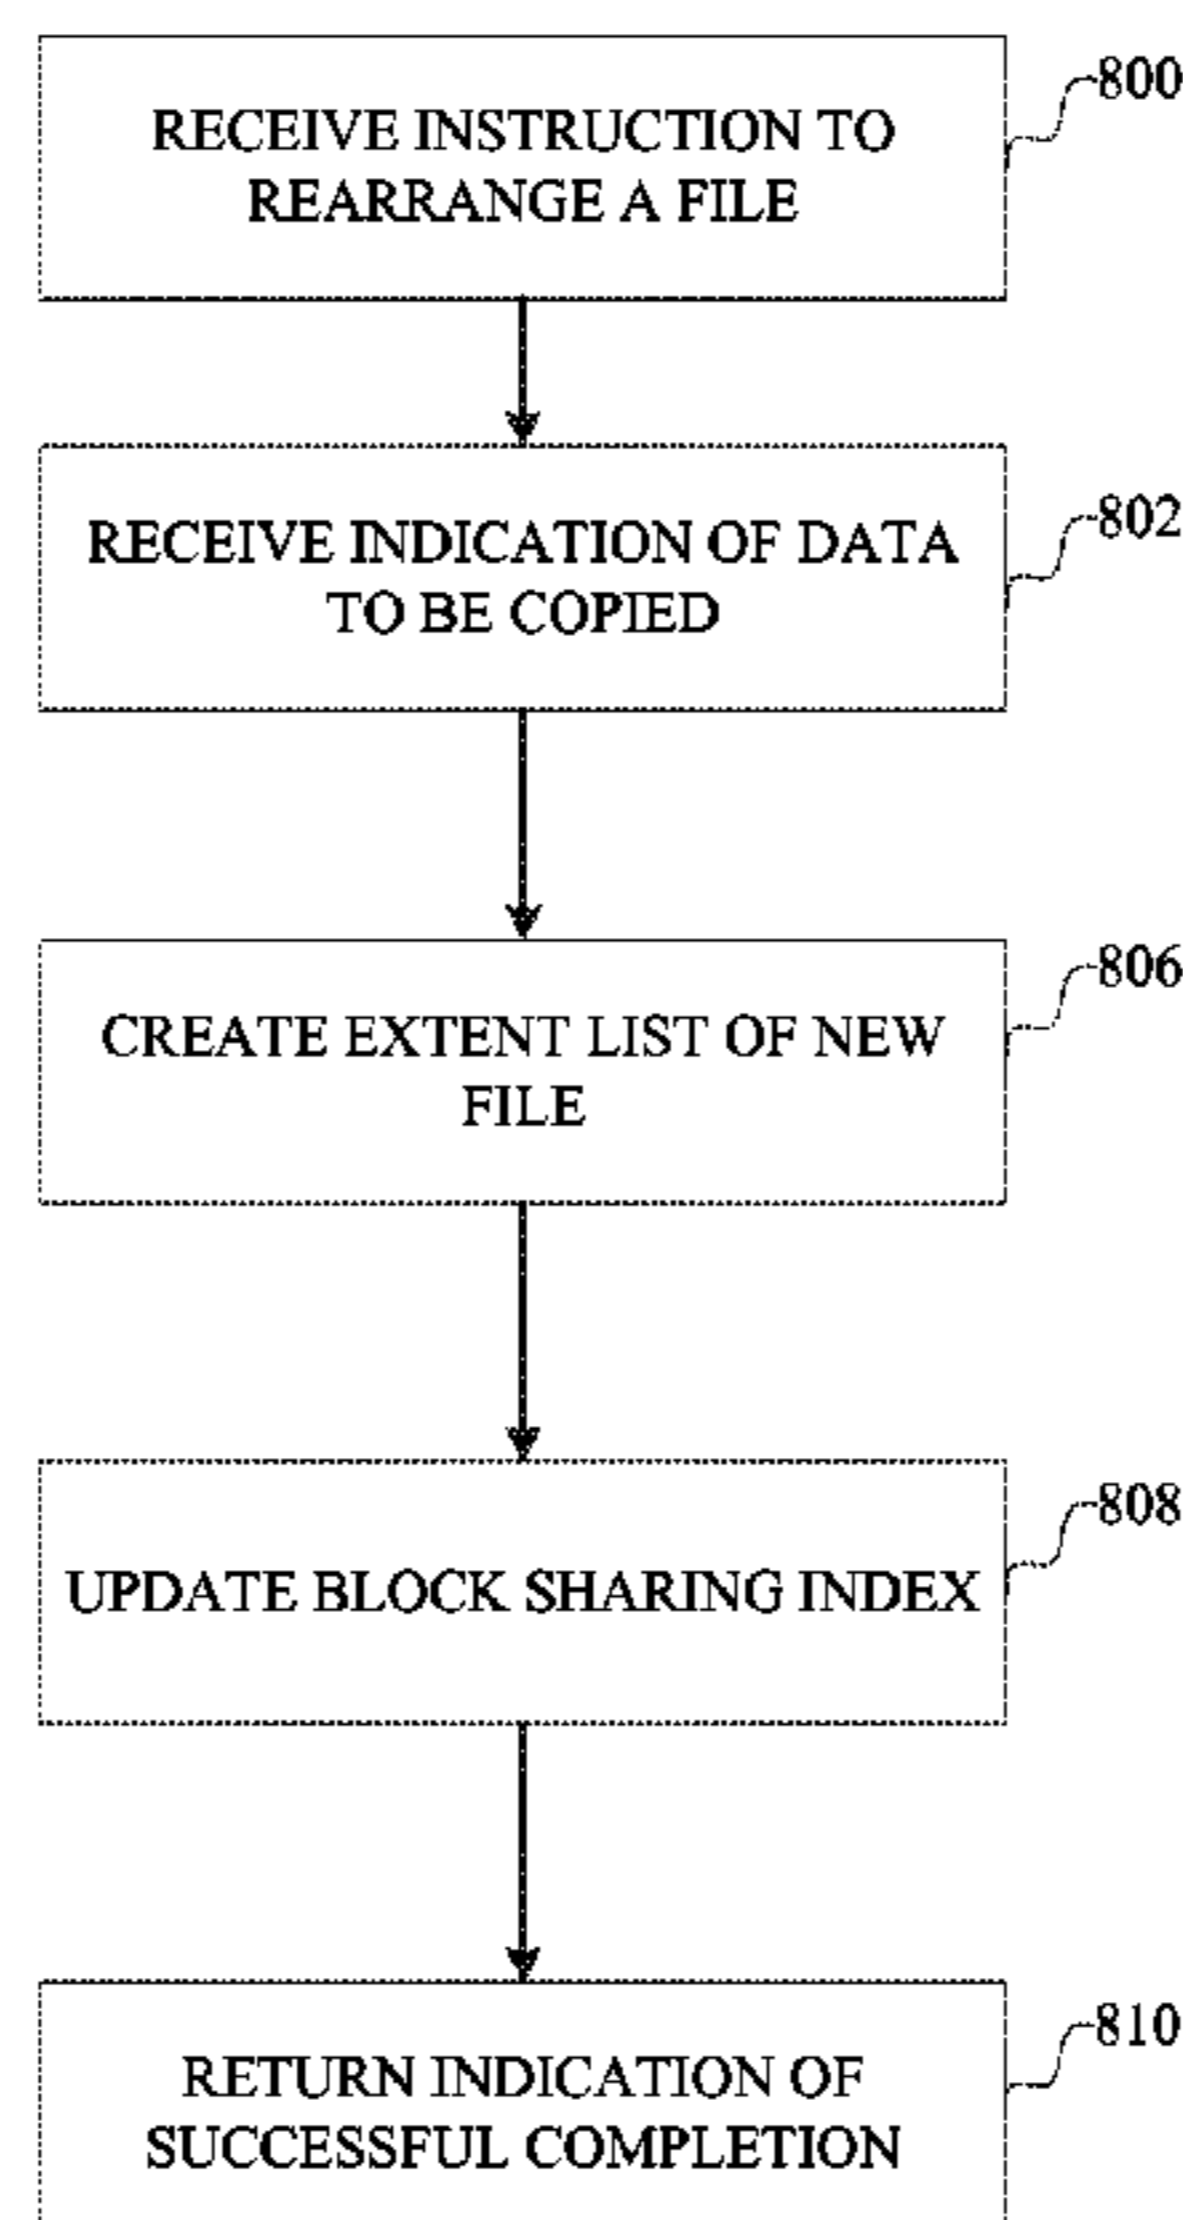 800
RECEIVE INSTRUCTION TO
REARRANGE A FILE
802
RECEIVE INDICATION OF DATA
TO BE COPIED
806
CREATE EXTENT LIST OF NEW
FILE
808
UPDATE BLOCK SHARING INDEX
810
RETURN INDICATION OF
SUCCESSFUL COMPLETION